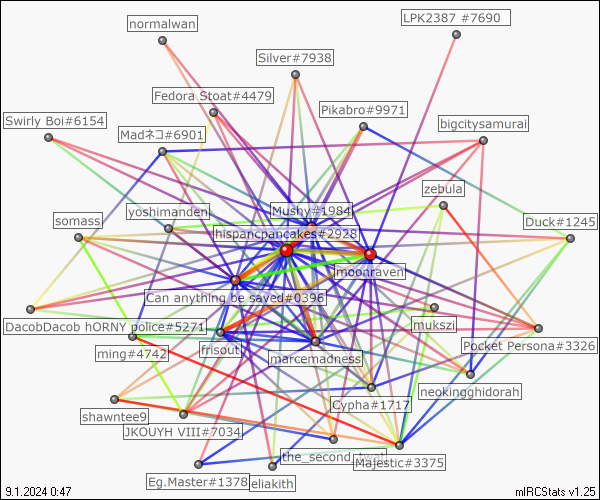 LPK2387 #7690
normalwan
Silver#7938
Fedora Stoat#4479
Pikabro#9971
Swirly Boi#6154
Madネコ#6901
bigcitysamurai
zebula
yoshimanden
Mushy#1984
somass
Duck#1245
lhispancpancakes#2928
moonraven
Can anything be saved#0396
DacobDacob hORNY police#5271
mukszi
Pocket Persona#3326
ming#4742
frisout
marcemadness
neokingghidorah
Cypha#1717
shawntee9
JKOUYH VIII#7034
the_second
Majestic#3375
Eg.Master#1378
eliakith
9.1.2024 0:47
mIRCStats v1.25